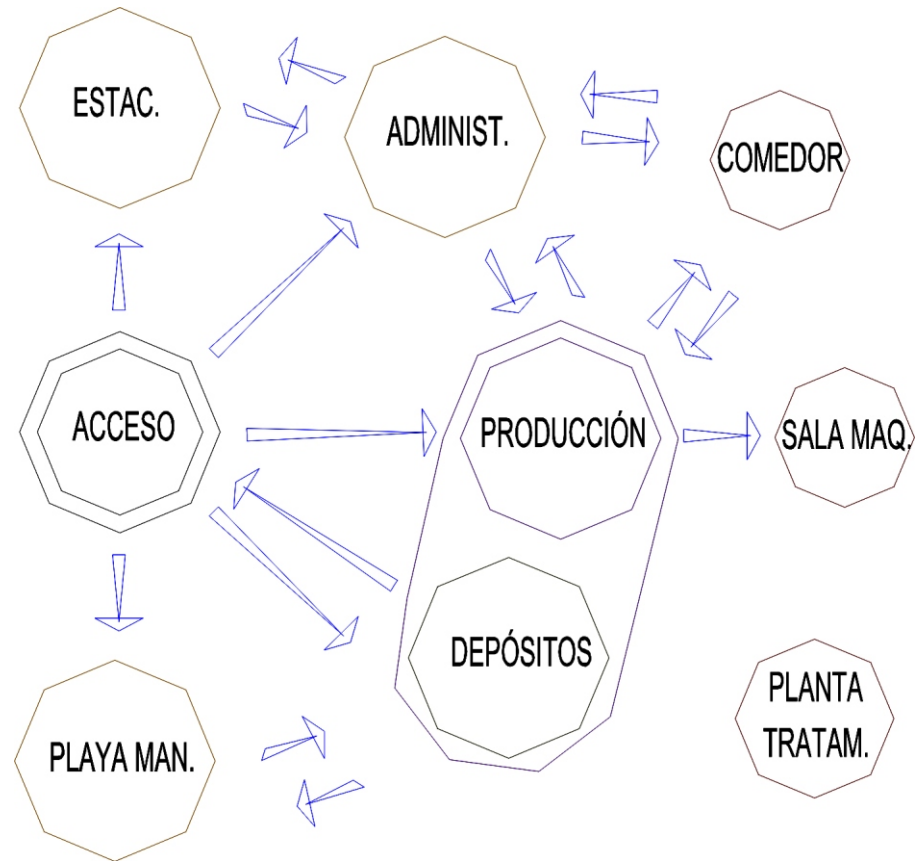 ESTAC.
ADMINIST.
COMEDOR
ACCESO
PRODUCCIÓN
SALA MAQ.
DEPÓSITOS
PLANTA
TRATAM.
PLAYA MAN.